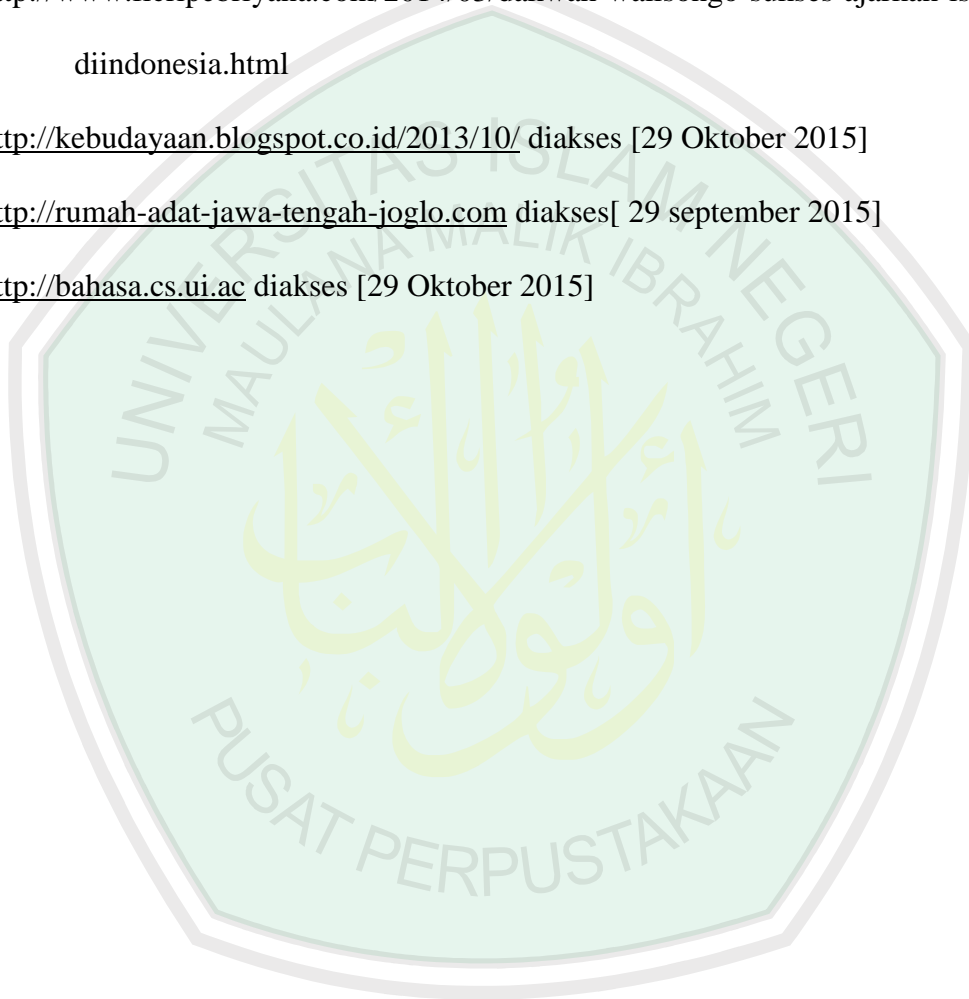 diindonesia.html
ttp://kebudayaan.blogspot.co.id/2013/10/ diakses [29 Oktober 2015]
ttp://rumah-adat-jawa-tengah-joglo.com diakses[ 29 september 2015]
ttp://bahasa.cs.ui.ac diakses [29 Oktober 2015]
UNIVERSITAS ISLAM NEGERI
MAULANA MALIK IBRAHIM
أولوا الألباب
PUSAT PERPUSTAKAAN